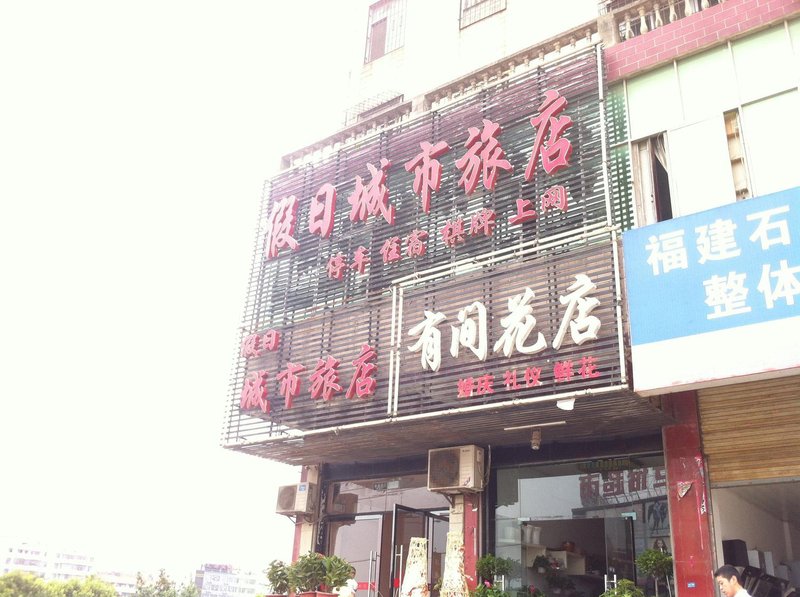 假日城市旅店
停车 住宿 棋牌 上网
假日
城市旅店
有间花店
婚庆 礼仪 鲜花
福建石
整体